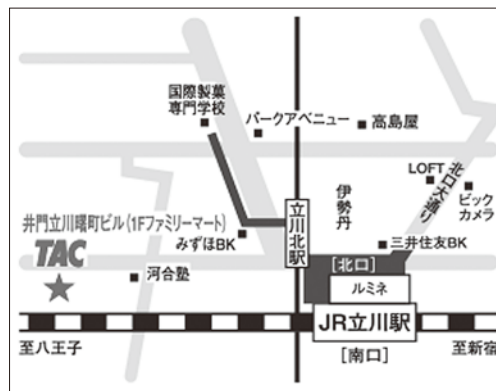 国際製菓
専門学校
パークアベニュー
高島屋
LOFT
北口大通り
ビック
カメラ
伊勢丹
立川北駅
井門立川曙町ビル(1Fファミリーマート)
みずほBK
三井住友BK
TAC
河合塾
[北口]
ルミネ
JR立川駅
至八王子
[南口]
至新宿